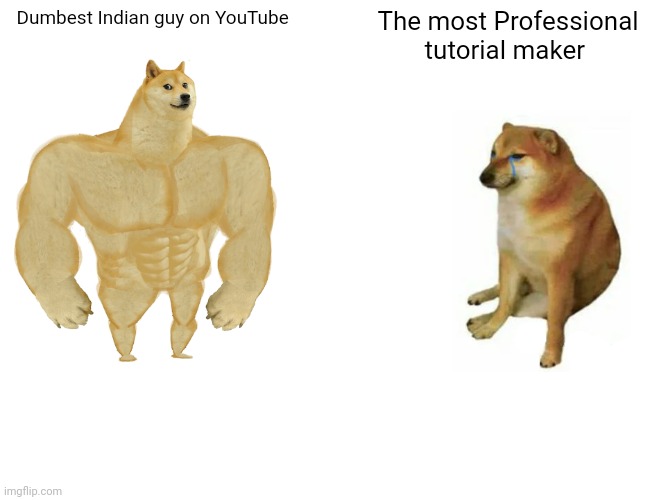 Dumbest Indian guy on YouTube
The most Professional
tutorial maker
imgflip.com